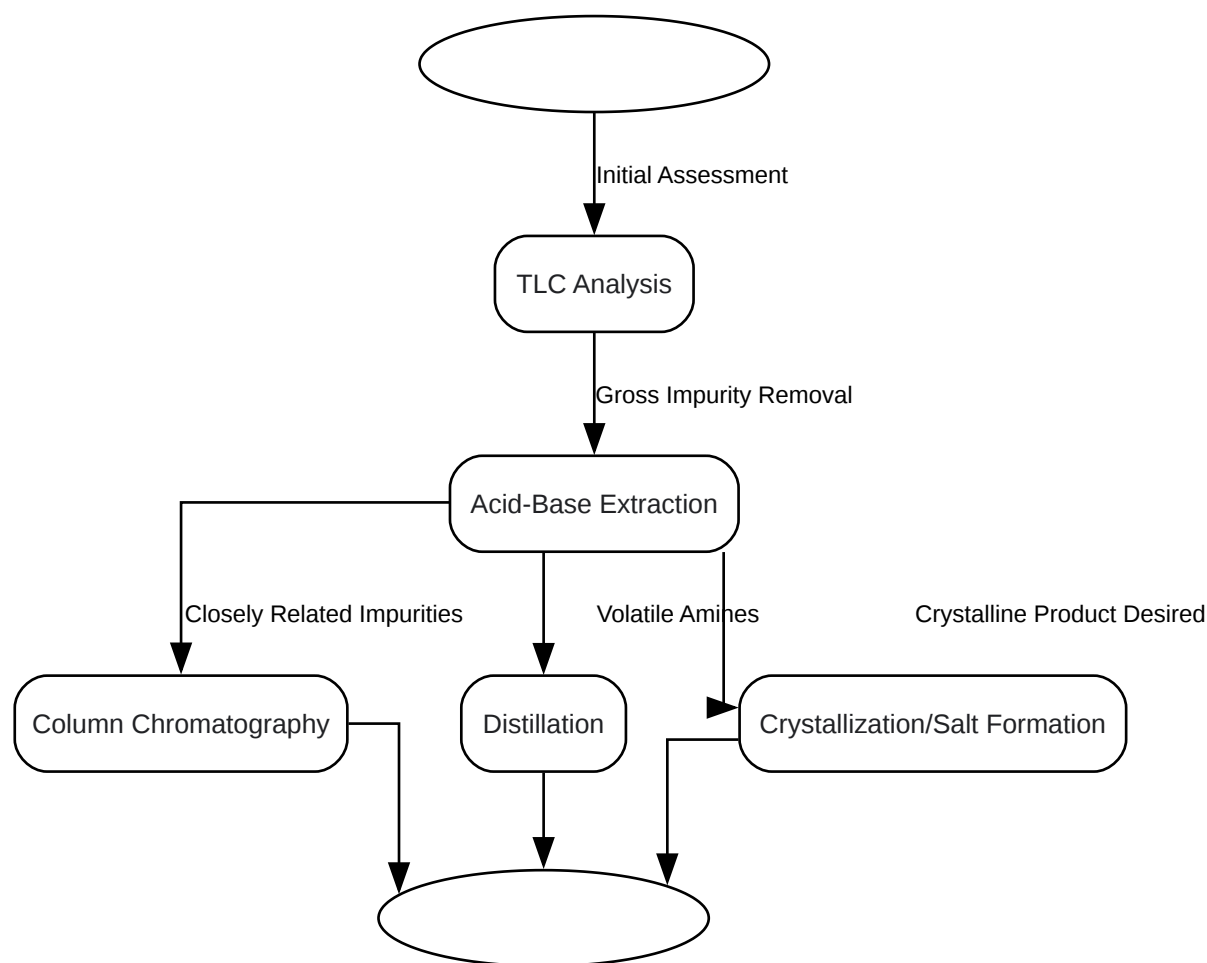 Initial Assessment
TLC Analysis
Gross Impurity Removal
Acid-Base Extraction
Closely Related Impurities
Volatile Amines
Crystalline Product Desired
Column Chromatography
Distillation
Crystallization/Salt Formation